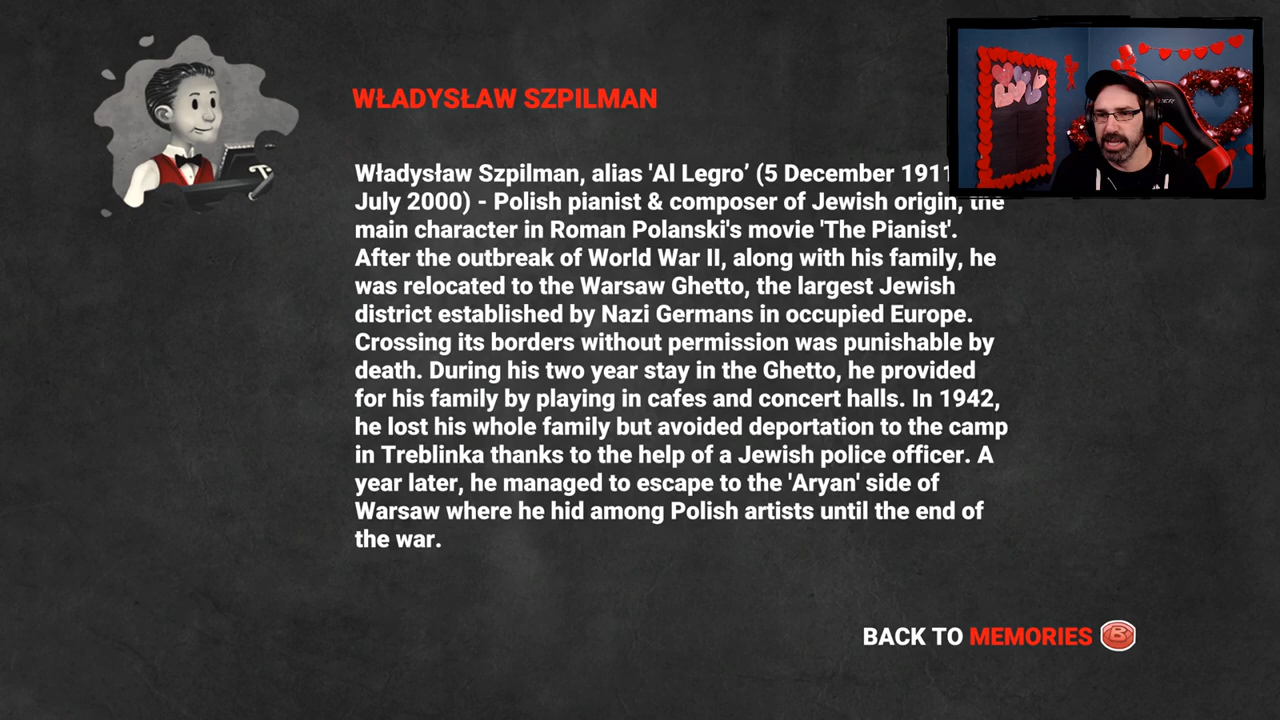 WŁADYSŁAW SZPILMAN
Władysław Szpilman, alias 'Al Legro’ (5 December 1911
July 2000) - Polish pianist & composer of Jewish origin, the
main character in Roman Polanski's movie 'The Pianist'.
After the outbreak of World War II, along with his family, he
was relocated to the Warsaw Ghetto, the largest Jewish
district established by Nazi Germans in occupied Europe.
Crossing its borders without permission was punishable by
death. During his two year stay in the Ghetto, he provided
for his family by playing in cafes and concert halls. In 1942,
he lost his whole family but avoided deportation to the camp
in Treblinka thanks to the help of a Jewish police officer. A
year later, he managed to escape to the 'Aryan' side of
Warsaw where he hid among Polish artists until the end of
the war.
BACK TO MEMORIES B